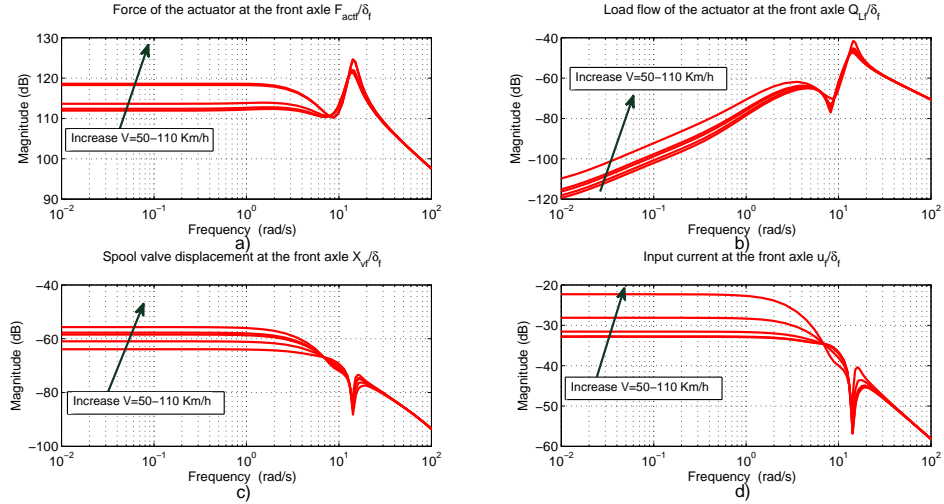 Force of the actuator at the front axle F_actf/δ_f
Magnitude (dB)
130
120
110
100
90
Increase V=50−110 Km/h
10^−2 10^−1 10^0 10^1 10^2
Frequency (rad/s)
a)
Load flow of the actuator at the front axle Q_Lf/δ_f
Magnitude (dB)
−40
−60
−80
−100
−120
Increase V=50−110 Km/h
10^−2 10^−1 10^0 10^1 10^2
Frequency (rad/s)
b)
Spool valve displacement at the front axle X_vf/δ_f
Magnitude (dB)
−40
−60
−80
−100
Increase V=50−110 Km/h
10^−2 10^−1 10^0 10^1 10^2
Frequency (rad/s)
c)
Input current at the front axle u_f/δ_f
Magnitude (dB)
−20
−30
−40
−50
−60
Increase V=50−110 Km/h
10^−2 10^−1 10^0 10^1 10^2
Frequency (rad/s)
d)